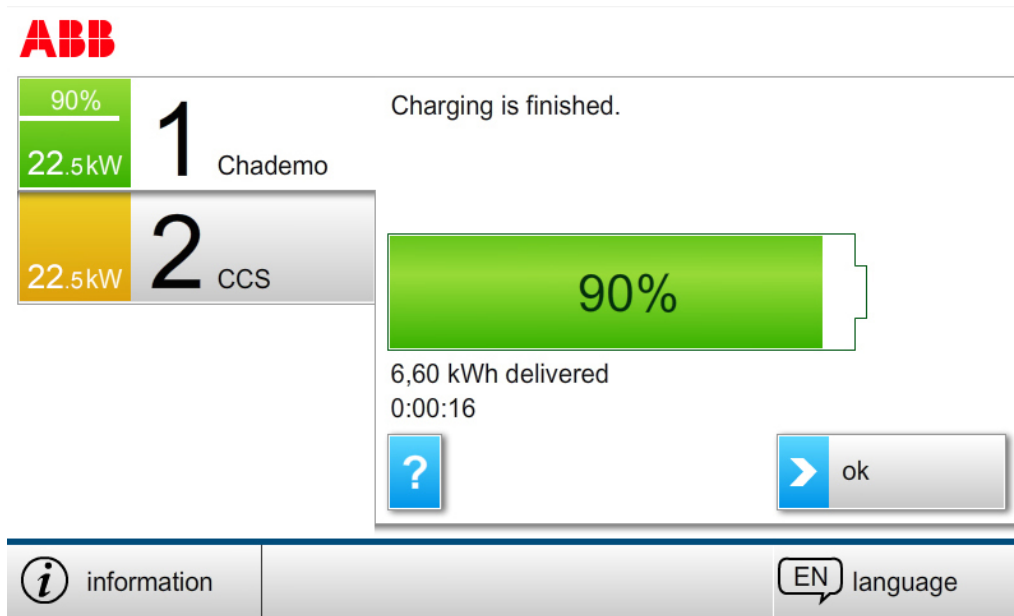 ABB
90%
22.5kW
1
Chademo
22.5kW
2
CCS
Charging is finished.
90%
6,60 kWh delivered
0:00:16
?
ok
i
information
EN
language